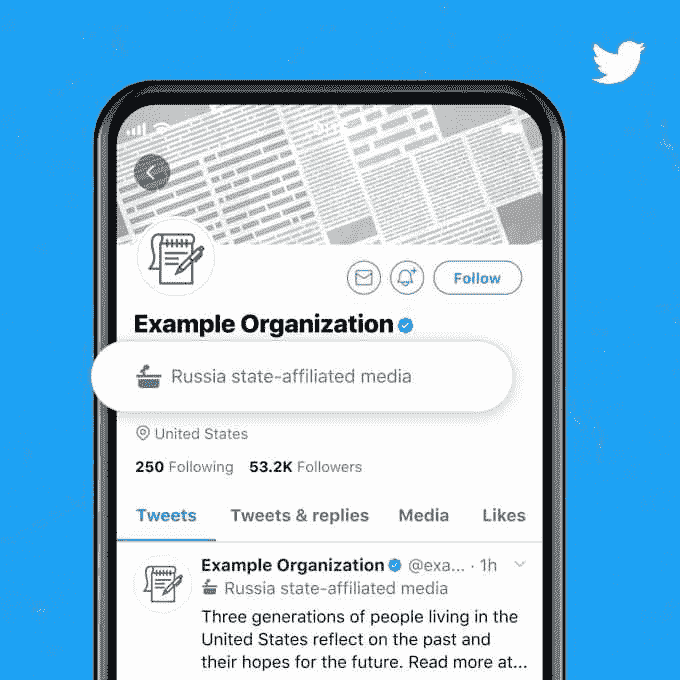 Follow
Example Organization
Russia state-affiliated media
United States
250 Following 53.2K Followers
Tweets Tweets & replies Media Likes
Example Organization @exa... · 1h
Russia state-affiliated media
Three generations of people living in the
United States reflect on the past and
their hopes for the future. Read more at...